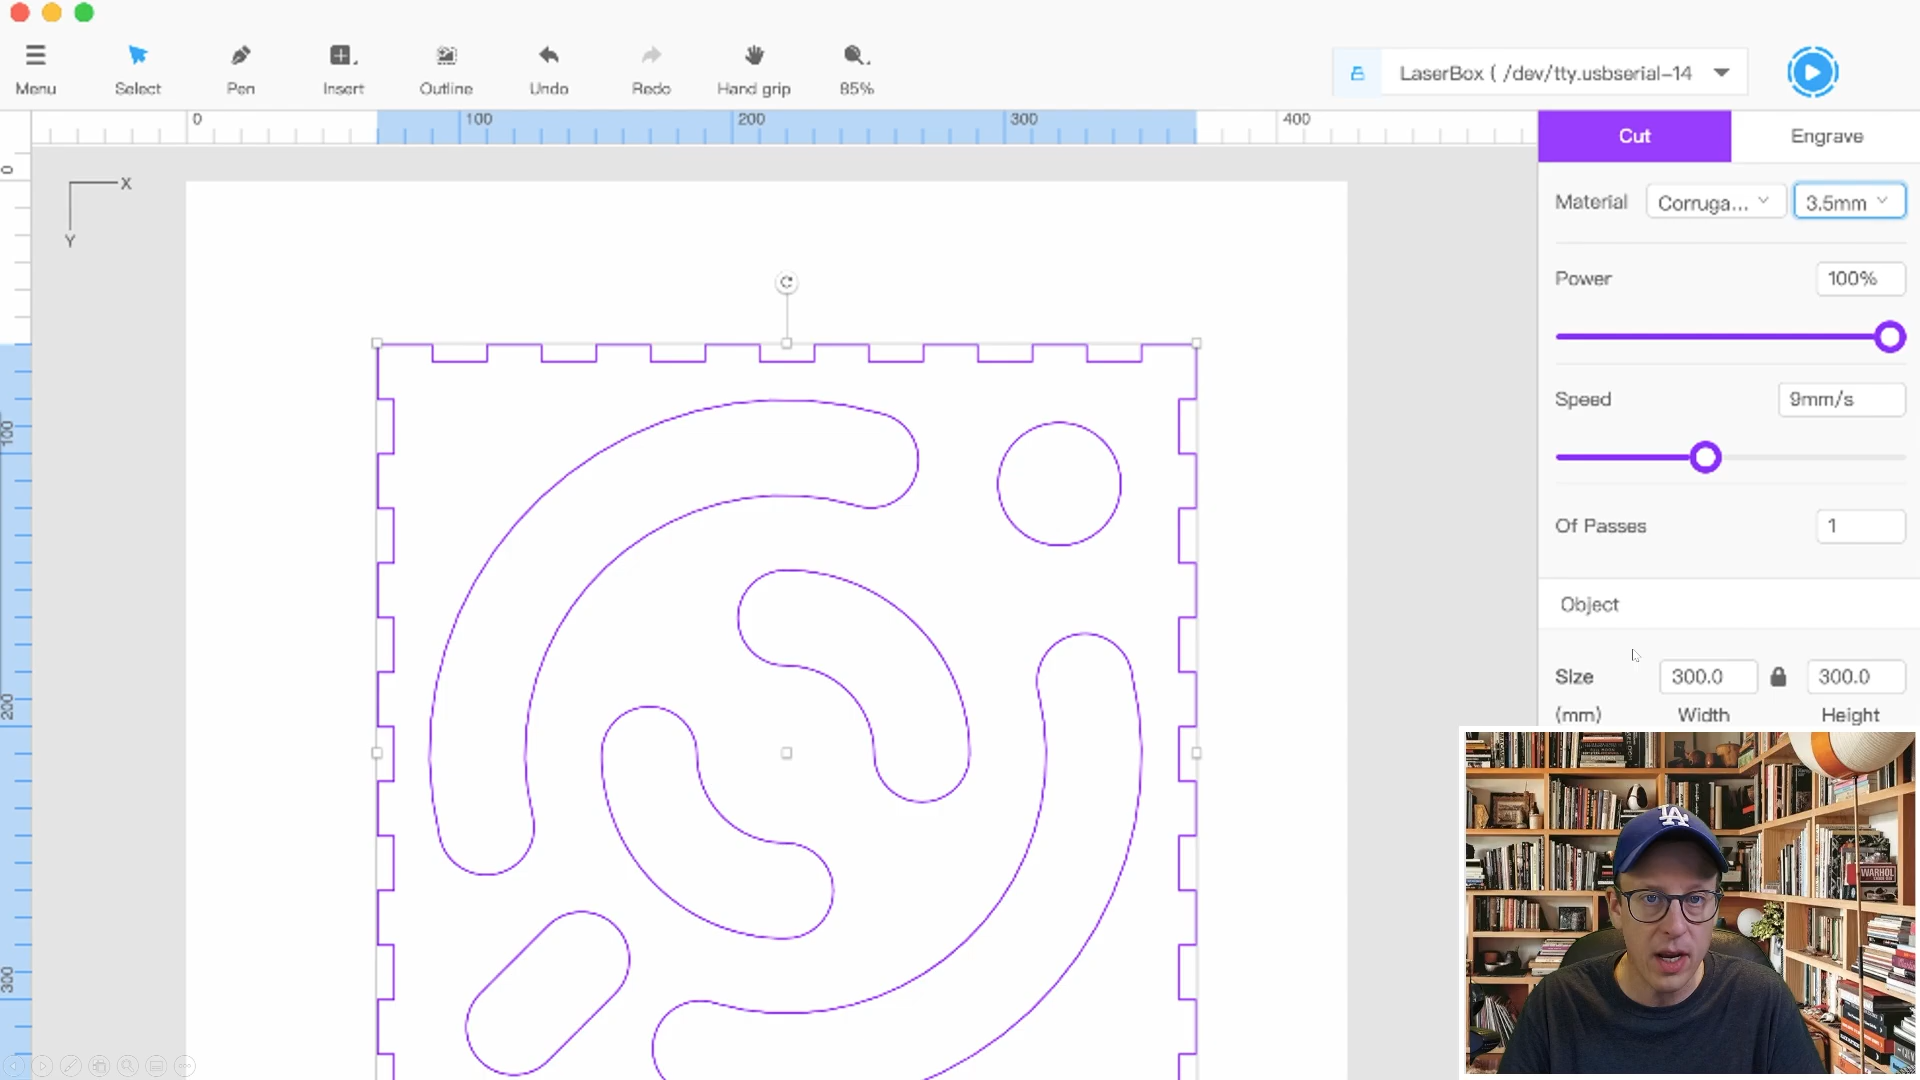 Menu
Select
Pen
Insert
Outline
Undo
Redo
Hand grip
85%
LaserBox ( /dev/tty.usbserial-14
0
100
200
300
400
0
100
200
300
X
Y
Cut
Engrave
Material
Corruga...
3.5mm
Power
100%
Speed
9mm/s
Of Passes
1
Object
Size
300.0
300.0
(mm)
Width
Height
LA
WARHOL